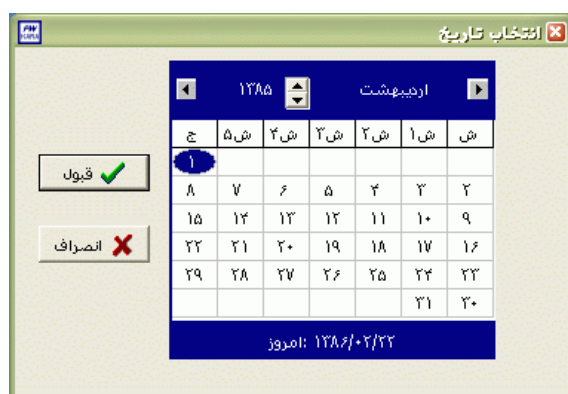 انتخاب تاریخ
اردیبهشت ۱۳۸۵
ش ش۱ ش۲ ش۳ ش۴ ش۵ ج
۱
۲ ۳ ۴ ۵ ۶ ۷ ۸
۹ ۱۰ ۱۱ ۱۲ ۱۳ ۱۴ ۱۵
۱۶ ۱۷ ۱۸ ۱۹ ۲۰ ۲۱ ۲۲
۲۳ ۲۴ ۲۵ ۲۶ ۲۷ ۲۸ ۲۹
۳۰ ۳۱
۱۳۸۶/۰۲/۲۲ :امروز
قبول
انصراف